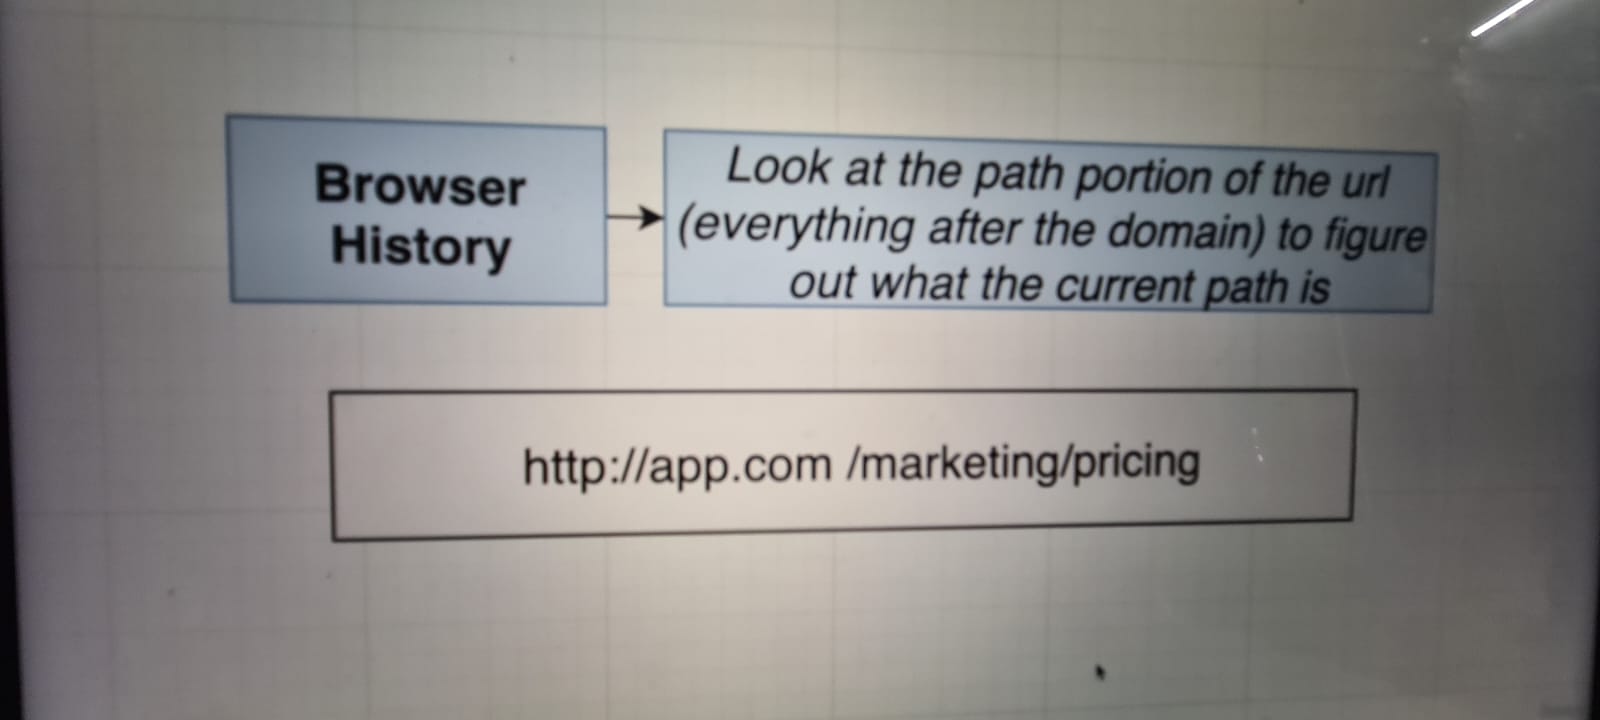 Browser
History
Look at the path portion of the url
(everything after the domain) to figure
out what the current path is
http://app.com /marketing/pricing